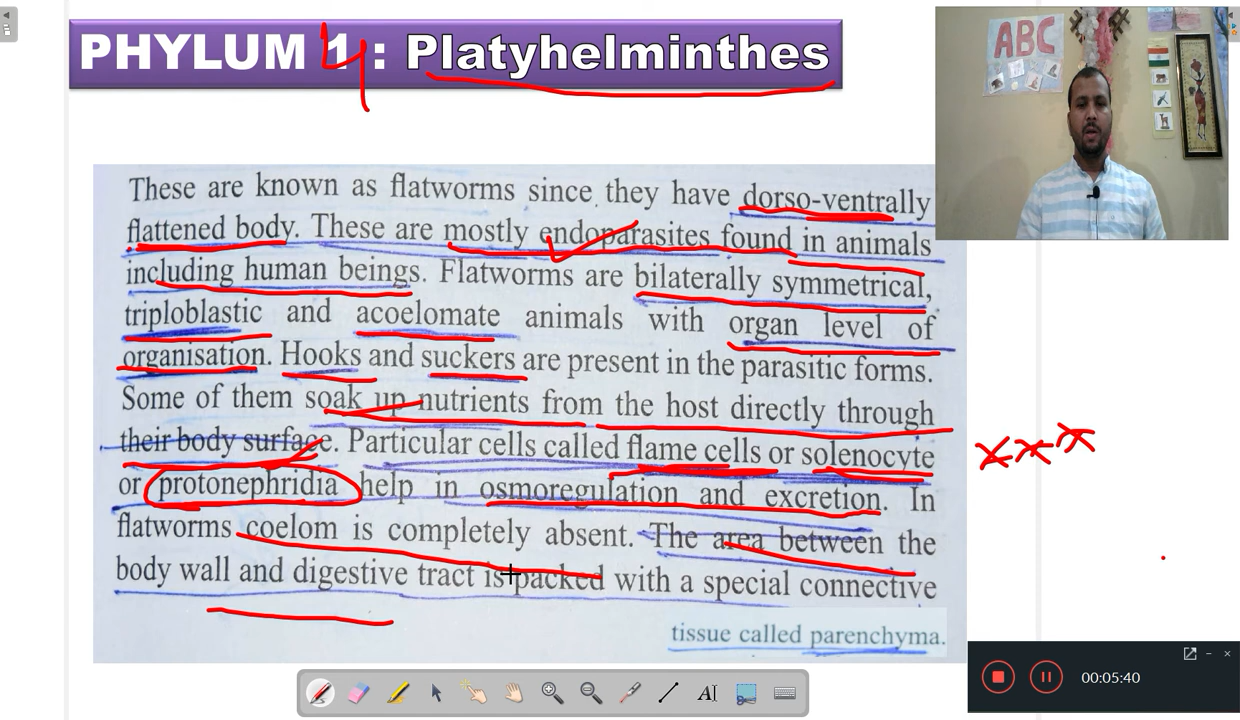 PHYLUM 4 : Platyhelminthes
ABC
These are known as flatworms since they have dorso-ventrally
flattened body. These are mostly endoparasites found in animals
including human beings. Flatworms are bilaterally symmetrical,
triploblastic and acoelomate animals with organ level of
organisation. Hooks and suckers are present in the parasitic forms.
Some of them soak up nutrients from the host directly through
their body surface. Particular cells called flame cells or solenocyte
or protonephridia help in osmoregulation and excretion. In
flatworms coelom is completely absent. The area between the
body wall and digestive tract is packed with a special connective
tissue called parenchyma.
00:05:40